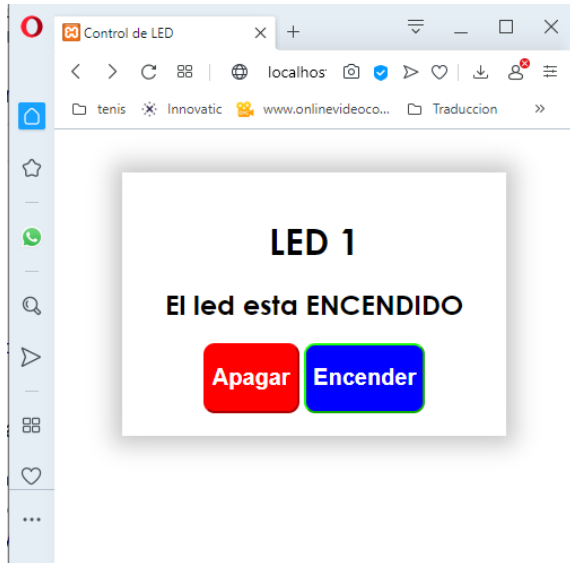 Control de LED
localhos
tenis Innovatic www.onlinevideoco... Traduccion
LED 1
El led esta ENCENDIDO
Apagar Encender